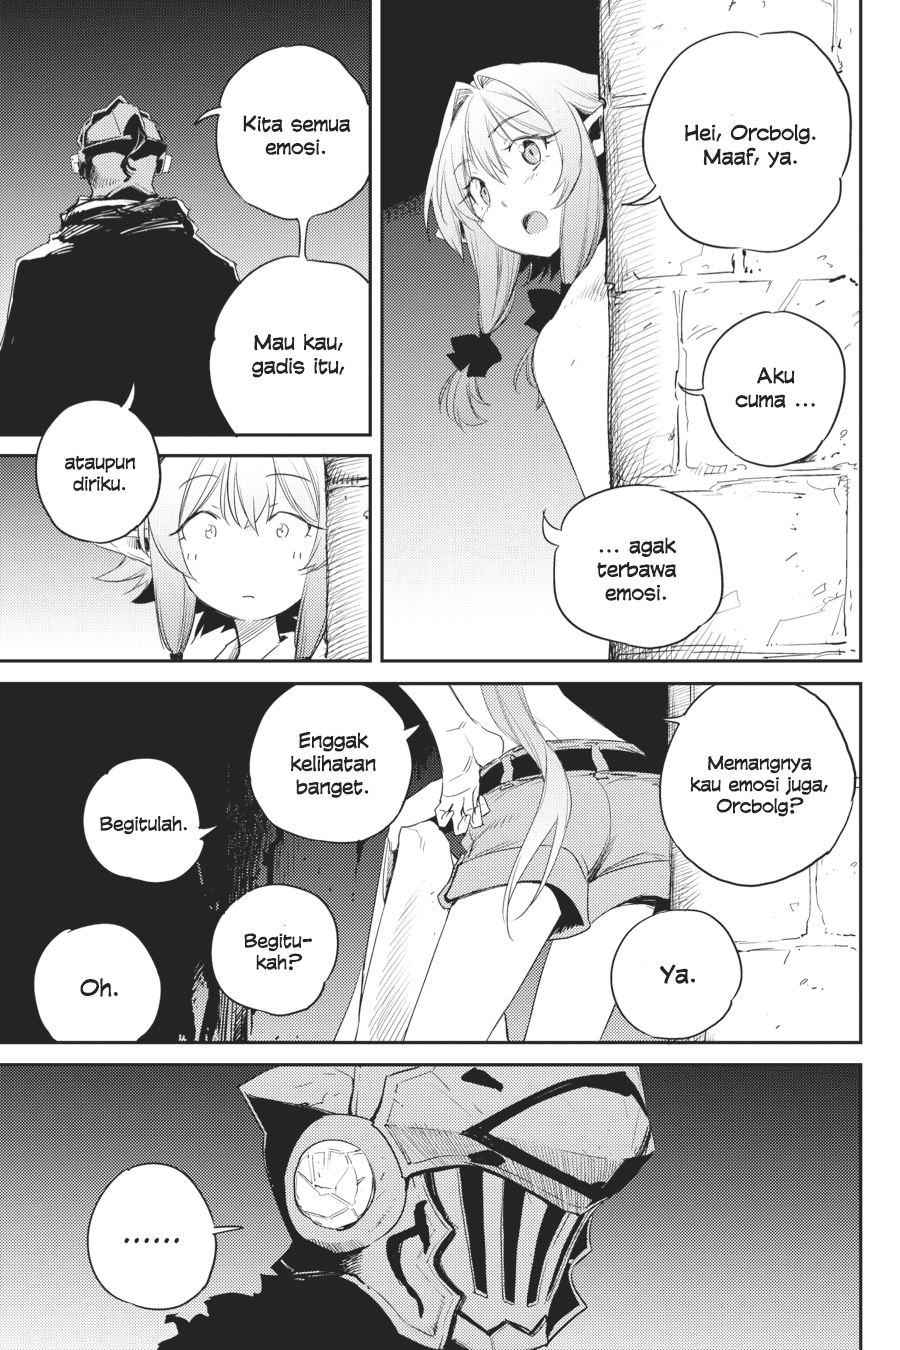 Hei, Orcbolg.
Maaf, ya.
Aku
cuma ...
... agak
terbawa
emosi.
Kita semua
emosi.
Mau kau,
gadis itu,
ataupun
diriku.
Memangnya
kau emosi juga,
Orcbolg?
Ya.
Enggak
kelihatan
banget.
Begitu-
kah?
Begitulah.
Oh.
......